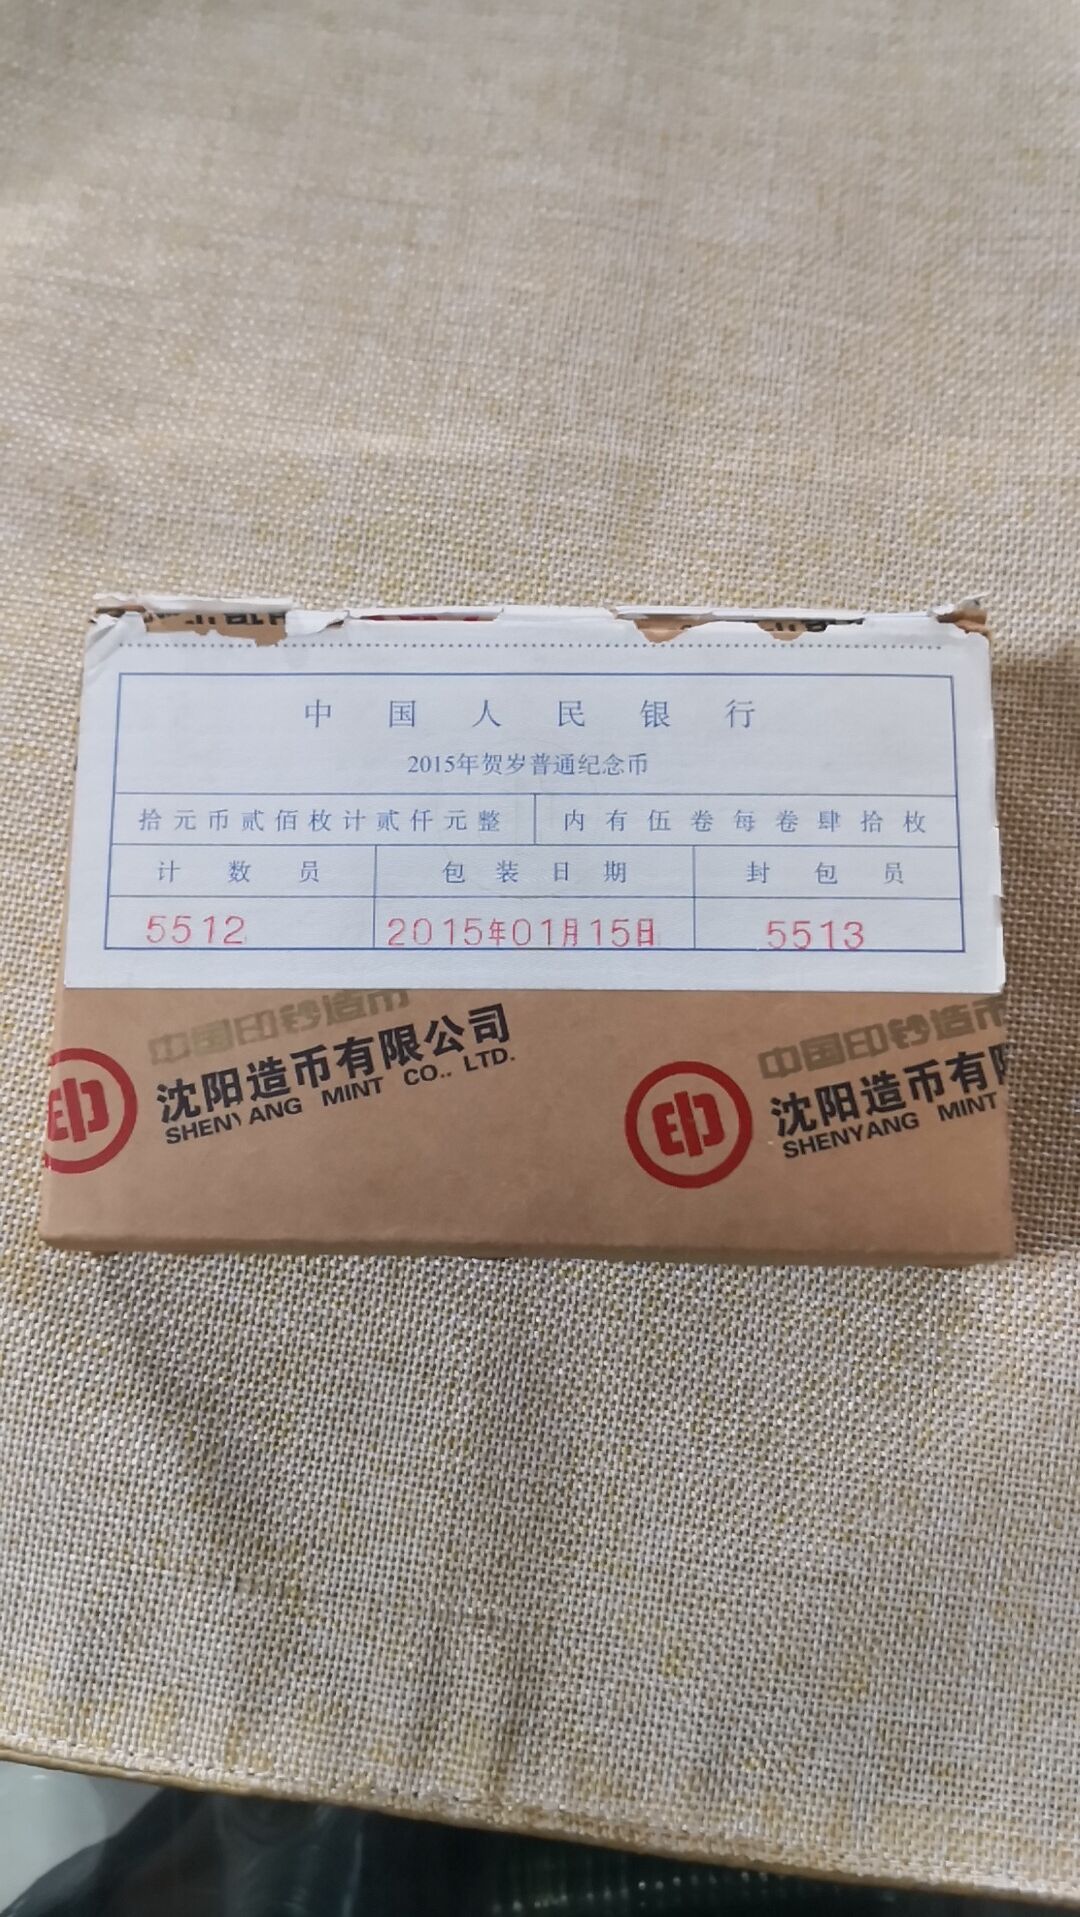 中国人民银行
2015年贺岁普通纪念币
拾元币贰佰枚计贰仟元整 内有伍卷每卷肆拾枚
计数员 包装日期 封包员
5512 2015年01月15日 5513
中国印钞造币
沈阳造币有限公司
SHENYANG MINT CO., LTD.
中国印钞造币
沈阳造币有限
SHENYANG MINT